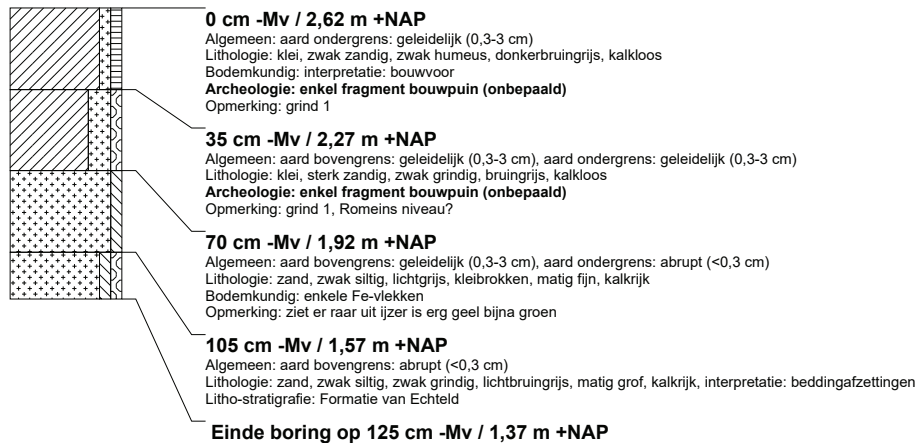 0 cm -Mv / 2,62 m +NAP
Algemeen: aard ondergrens: geleidelijk (0,3-3 cm)
Lithologie: klei, zwak zandig, zwak humeus, donkerbruingrijs, kalkloos
Bodemkundig: interpretatie: bouwvoor
Archeologie: enkel fragment bouwpuin (onbepaald)
Opmerking: grind 1
35 cm -Mv / 2,27 m +NAP
Algemeen: aard bovengrens: geleidelijk (0,3-3 cm), aard ondergrens: geleidelijk (0,3-3 cm)
Lithologie: klei, sterk zandig, zwak grindig, bruingrijs, kalkloos
Archeologie: enkel fragment bouwpuin (onbepaald)
Opmerking: grind 1, Romeins niveau?
70 cm -Mv / 1,92 m +NAP
Algemeen: aard bovengrens: geleidelijk (0,3-3 cm), aard ondergrens: abrupt (<0,3 cm)
Lithologie: zand, zwak siltig, lichtgrijs, kleibrokken, matig fijn, kalkrijk
Bodemkundig: enkele Fe-vlekken
Opmerking: ziet er raar uit ijzer is erg geel bijna groen
105 cm -Mv / 1,57 m +NAP
Algemeen: aard bovengrens: abrupt (<0,3 cm)
Lithologie: zand, zwak siltig, zwak grindig, lichtbruingrijs, matig grof, kalkrijk, interpretatie: beddingafzettingen
Litho-stratigrafie: Formatie van Echteld
Einde boring op 125 cm -Mv / 1,37 m +NAP